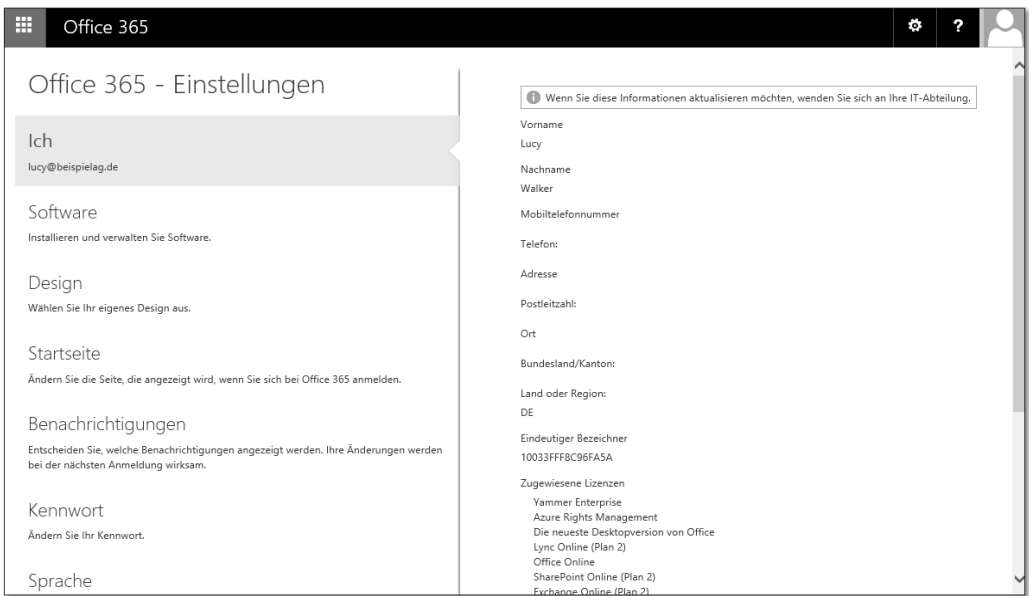 Office 365
?
Office 365 - Einstellungen
Ich
lucy@beispielag.de
Software
Installieren und verwalten Sie Software.
Design
Wählen Sie Ihr eigenes Design aus.
Startseite
Ändern Sie die Seite, die angezeigt wird, wenn Sie sich bei Office 365 anmelden.
Benachrichtigungen
Entscheiden Sie, welche Benachrichtigungen angezeigt werden. Ihre Änderungen werden
bei der nächsten Anmeldung wirksam.
Kennwort
Ändern Sie Ihr Kennwort.
Sprache
Wenn Sie diese Informationen aktualisieren möchten, wenden Sie sich an Ihre IT-Abteilung.
Vorname
Lucy
Nachname
Walker
Mobiltelefonnummer
Telefon:
Adresse
Postleitzahl:
Ort
Bundesland/Kanton:
Land oder Region:
DE
Eindeutiger Bezeichner
10033FFF8C96FA5A
Zugewiesene Lizenzen
Yammer Enterprise
Azure Rights Management
Die neueste Desktopversion von Office
Lync Online (Plan 2)
Office Online
SharePoint Online (Plan 2)
Exchange Online (Plan 2)